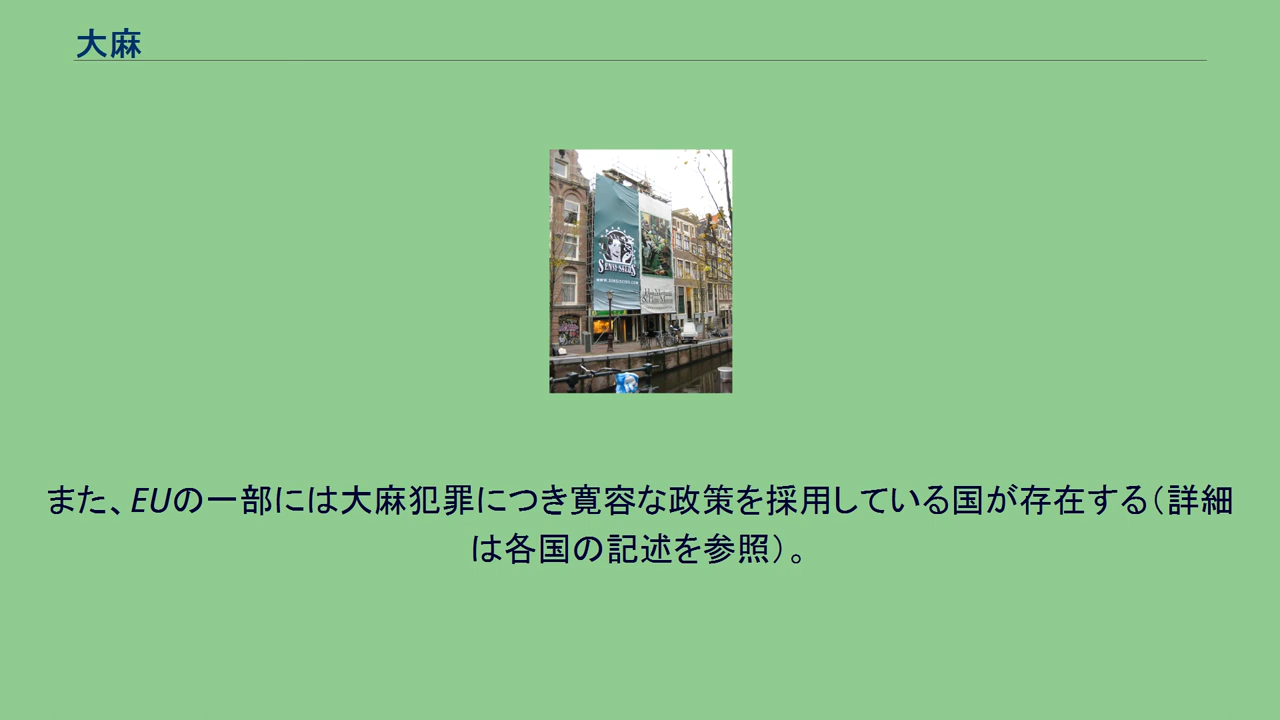 大麻
SENSI SEEDS
また、EUの一部には大麻犯罪につき寛容な政策を採用している国が存在する（詳細
は各国の記述を参照）。